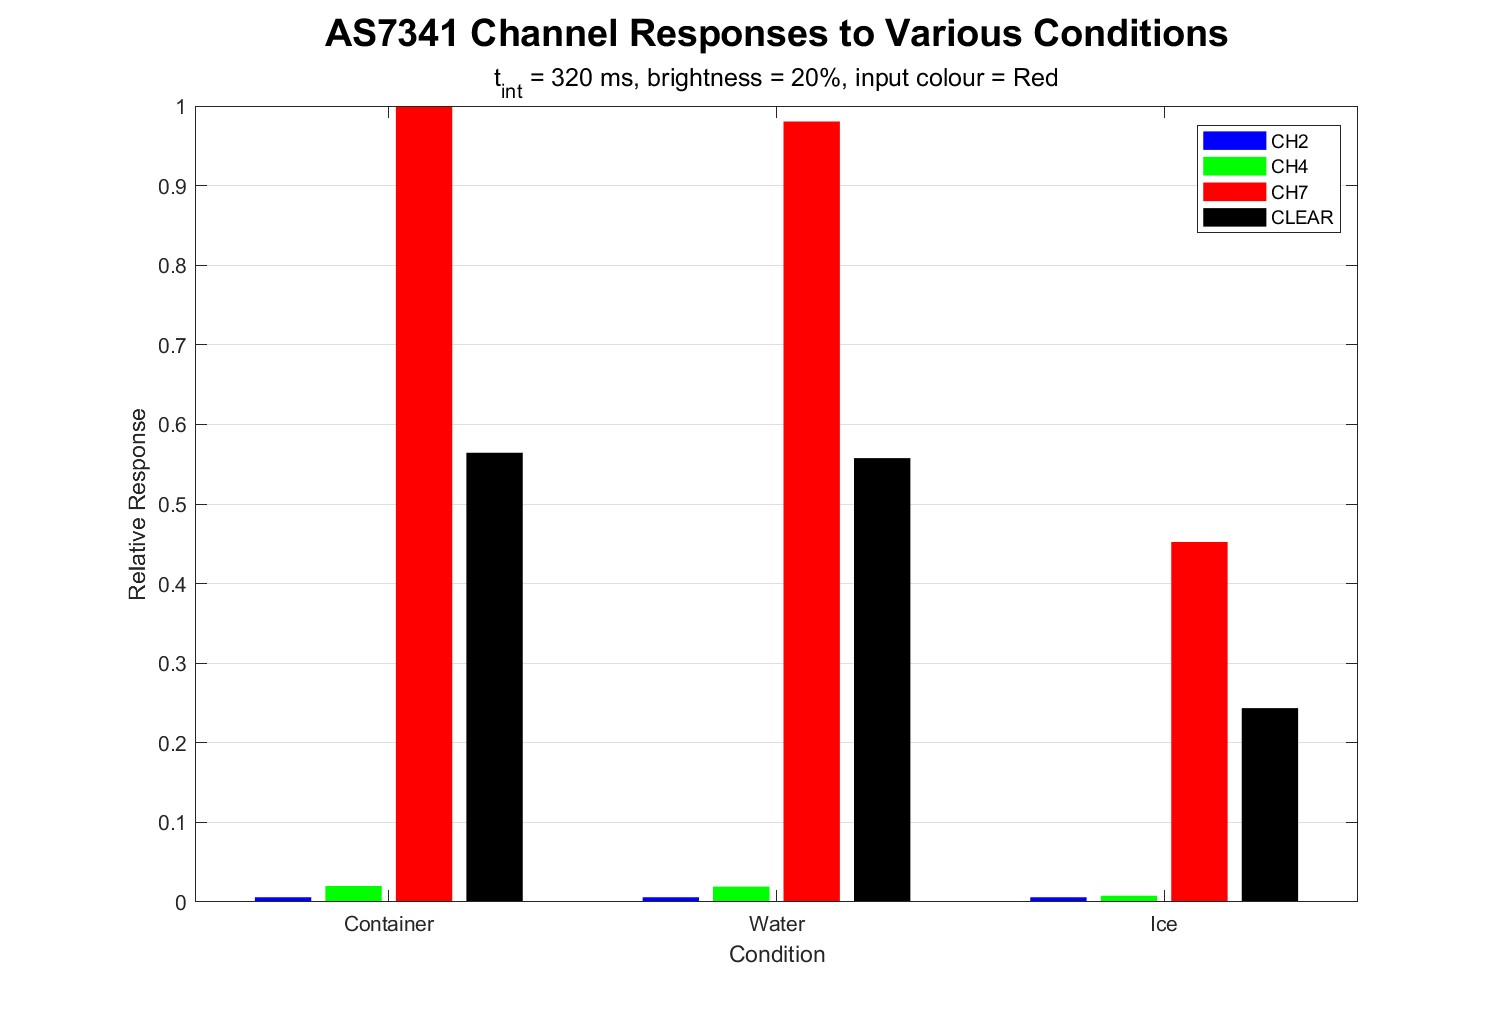 AS7341 Channel Responses to Various Conditions
t_int = 320 ms, brightness = 20%, input colour = Red
1
0.9
0.8
0.7
0.6
0.5
0.4
0.3
0.2
0.1
0
Relative Response
CH2
CH4
CH7
CLEAR
Container Water Ice
Condition